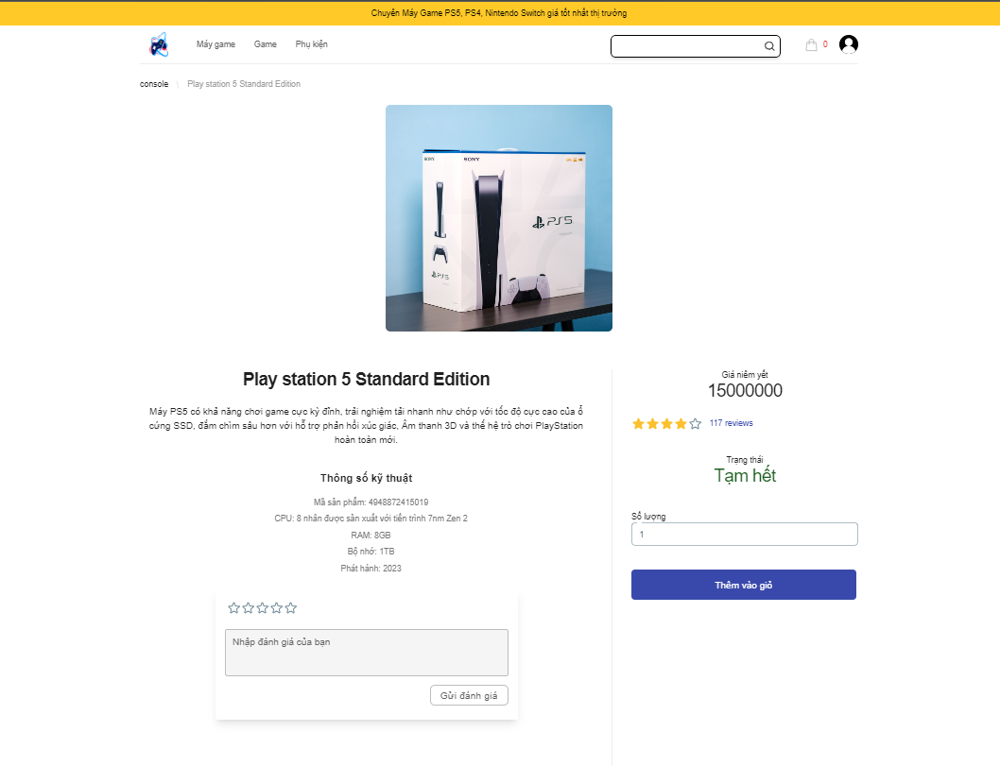 Chuyên Máy Game PS5, PS4, Nintendo Switch giá tốt nhất thị trường
Máy game
Game
Phụ kiện
0
console \ Play station 5 Standard Edition
SONY
SONY
PS5
PS5
Play station 5 Standard Edition
Máy PS5 có khả năng chơi game cực kỳ đỉnh, trải nghiệm tải nhanh như chớp với tốc độ cực cao của ổ
cứng SSD, đắm chìm sâu hơn với hỗ trợ phản hồi xúc giác, Âm thanh 3D và thế hệ trò chơi PlayStation
hoàn toàn mới.
Thông số kỹ thuật
Mã sản phẩm: 4948872415019
CPU: 8 nhân được sản xuất với tiến trình 7nm Zen 2
RAM: 8GB
Bộ nhớ: 1TB
Phát hành: 2023
Nhập đánh giá của bạn
Gửi đánh giá
Giá niêm yết
15000000
117 reviews
Trạng thái
Tạm hết
Số lượng
1
Thêm vào giỏ